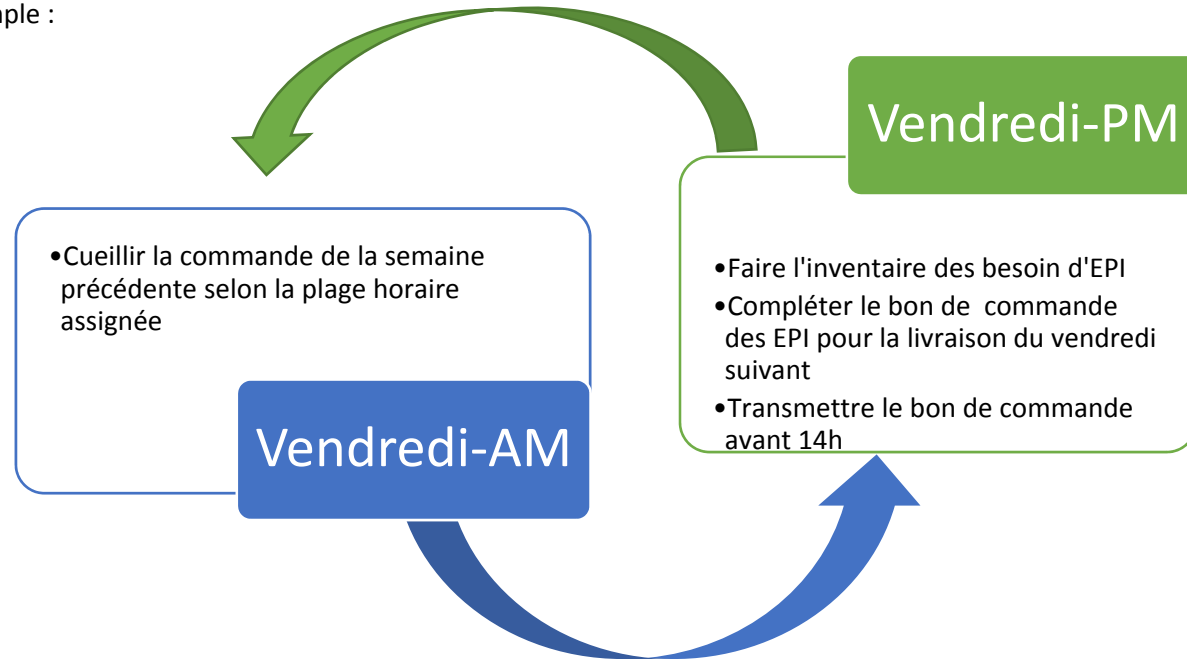 Vendredi-PM
•Cueillir la commande de la semaine
précédente selon la plage horaire
assignée
Vendredi-AM
•Faire l'inventaire des besoin d'EPI
•Compléter le bon de  commande
des EPI pour la livraison du vendredi
suivant
•Transmettre le bon de commande
avant 14h